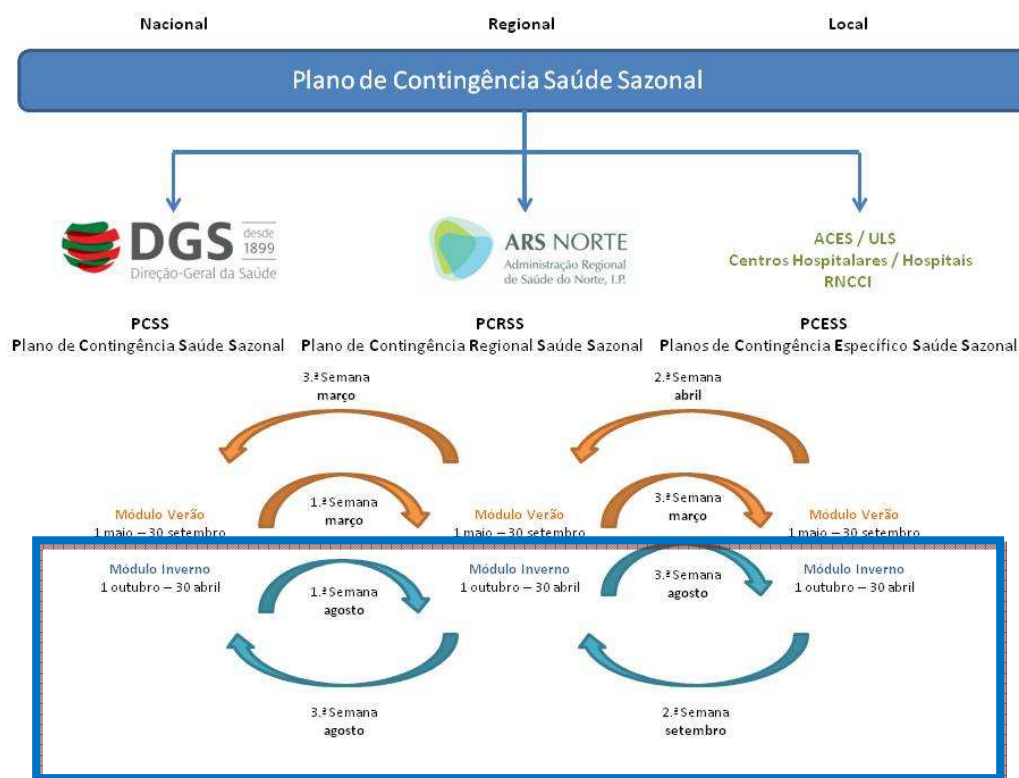 Nacional
Regional
Local
Plano de Contingência Saúde Sazonal
DGS desde 1899
Direção-Geral da Saúde
ARS NORTE
Administração Regional
de Saúde do Norte, I.P.
ACES / ULS
Centros Hospitalares / Hospitais
RNCCI
PCSS
Plano de Contingência Saúde Sazonal
PCRSS
Plano de Contingência Regional Saúde Sazonal
PCESS
Planos de Contingência Específico Saúde Sazonal
3.ª Semana
março
2.ª Semana
abril
1.ª Semana
março
3.ª Semana
março
Módulo Verão
1 maio – 30 setembro
Módulo Verão
1 maio – 30 setembro
Módulo Verão
1 maio – 30 setembro
Módulo Inverno
1 outubro – 30 abril
Módulo Inverno
1 outubro – 30 abril
Módulo Inverno
1 outubro – 30 abril
1.ª Semana
agosto
3.ª Semana
agosto
3.ª Semana
agosto
2.ª Semana
setembro